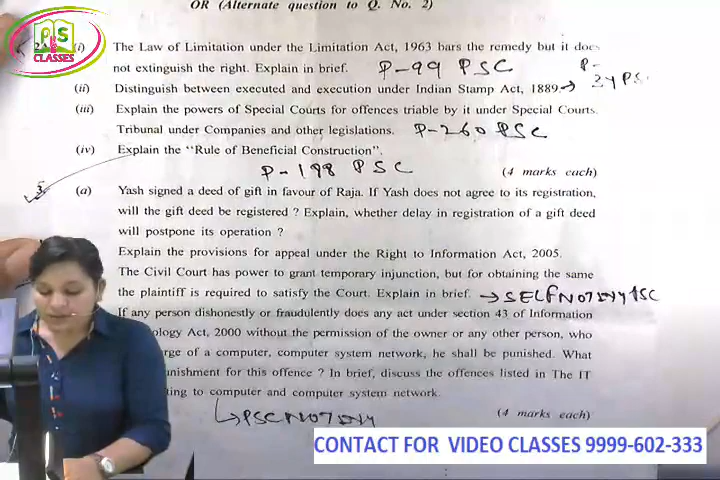 OR (Alternate question to Q. No. 2)
PLS
CLASSES
(i) The Law of Limitation under the Limitation Act, 1963 bars the remedy but it does
not extinguish the right. Explain in brief. P-99 PSC
(ii) Distinguish between executed and execution under Indian Stamp Act, 1889.
(iii) Explain the powers of Special Courts for offences triable by it under Special Courts.
Tribunal under Companies and other legislations. P-260 PSC
(iv) Explain the "Rule of Beneficial Construction".
P-198 PSC (4 marks each)
3. (a) Yash signed a deed of gift in favour of Raja. If Yash does not agree to its registration,
will the gift deed be registered ? Explain, whether delay in registration of a gift deed
will postpone its operation ?
Explain the provisions for appeal under the Right to Information Act, 2005.
The Civil Court has power to grant temporary injunction, but for obtaining the same
the plaintiff is required to satisfy the Court. Explain in brief. → SELF
If any person dishonestly or fraudulently does any act under section 43 of Information
ology Act, 2000 without the permission of the owner or any other person, who
arge of a computer, computer system network, he shall be punished. What
unishment for this offence ? In brief, discuss the offences listed in The IT
ting to computer and computer system network.
PSC (4 marks each)
CONTACT FOR VIDEO CLASSES 9999-602-333